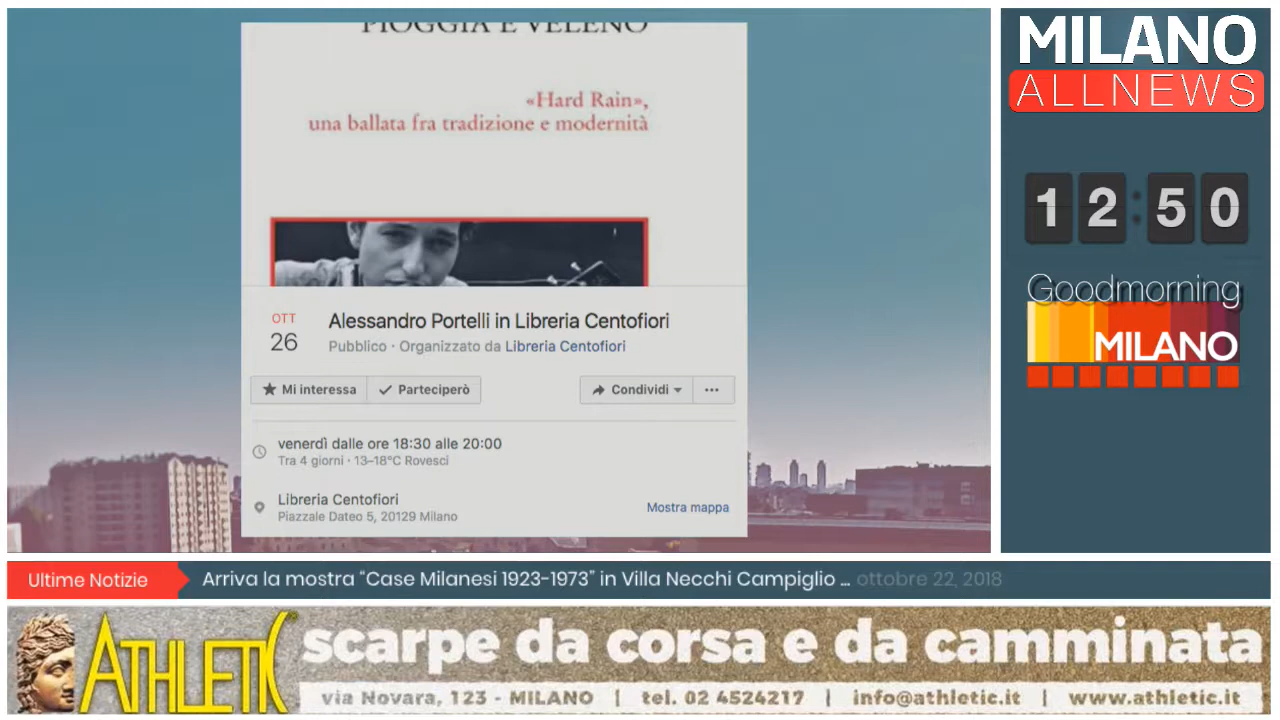 PIOGGIA E VELENO
«Hard Rain»,
una ballata fra tradizione e modernità
OTT
26
Alessandro Portelli in Libreria Centofiori
Pubblico · Organizzato da Libreria Centofiori
Mi interessa
Parteciperò
Condividi
venerdì dalle ore 18:30 alle 20:00
Tra 4 giorni · 13–18°C Rovesci
Libreria Centofiori
Piazzale Dateo 5, 20129 Milano
Mostra mappa
MILANO
ALLNEWS
12:50
Goodmorning
MILANO
Ultime Notizie
Arriva la mostra “Case Milanesi 1923-1973” in Villa Necchi Campiglio ... ottobre 22, 2018
ATHLETIC
scarpe da corsa e da camminata
via Novara, 123 - MILANO | tel. 02 4524217 | info@athletic.it | www.athletic.it